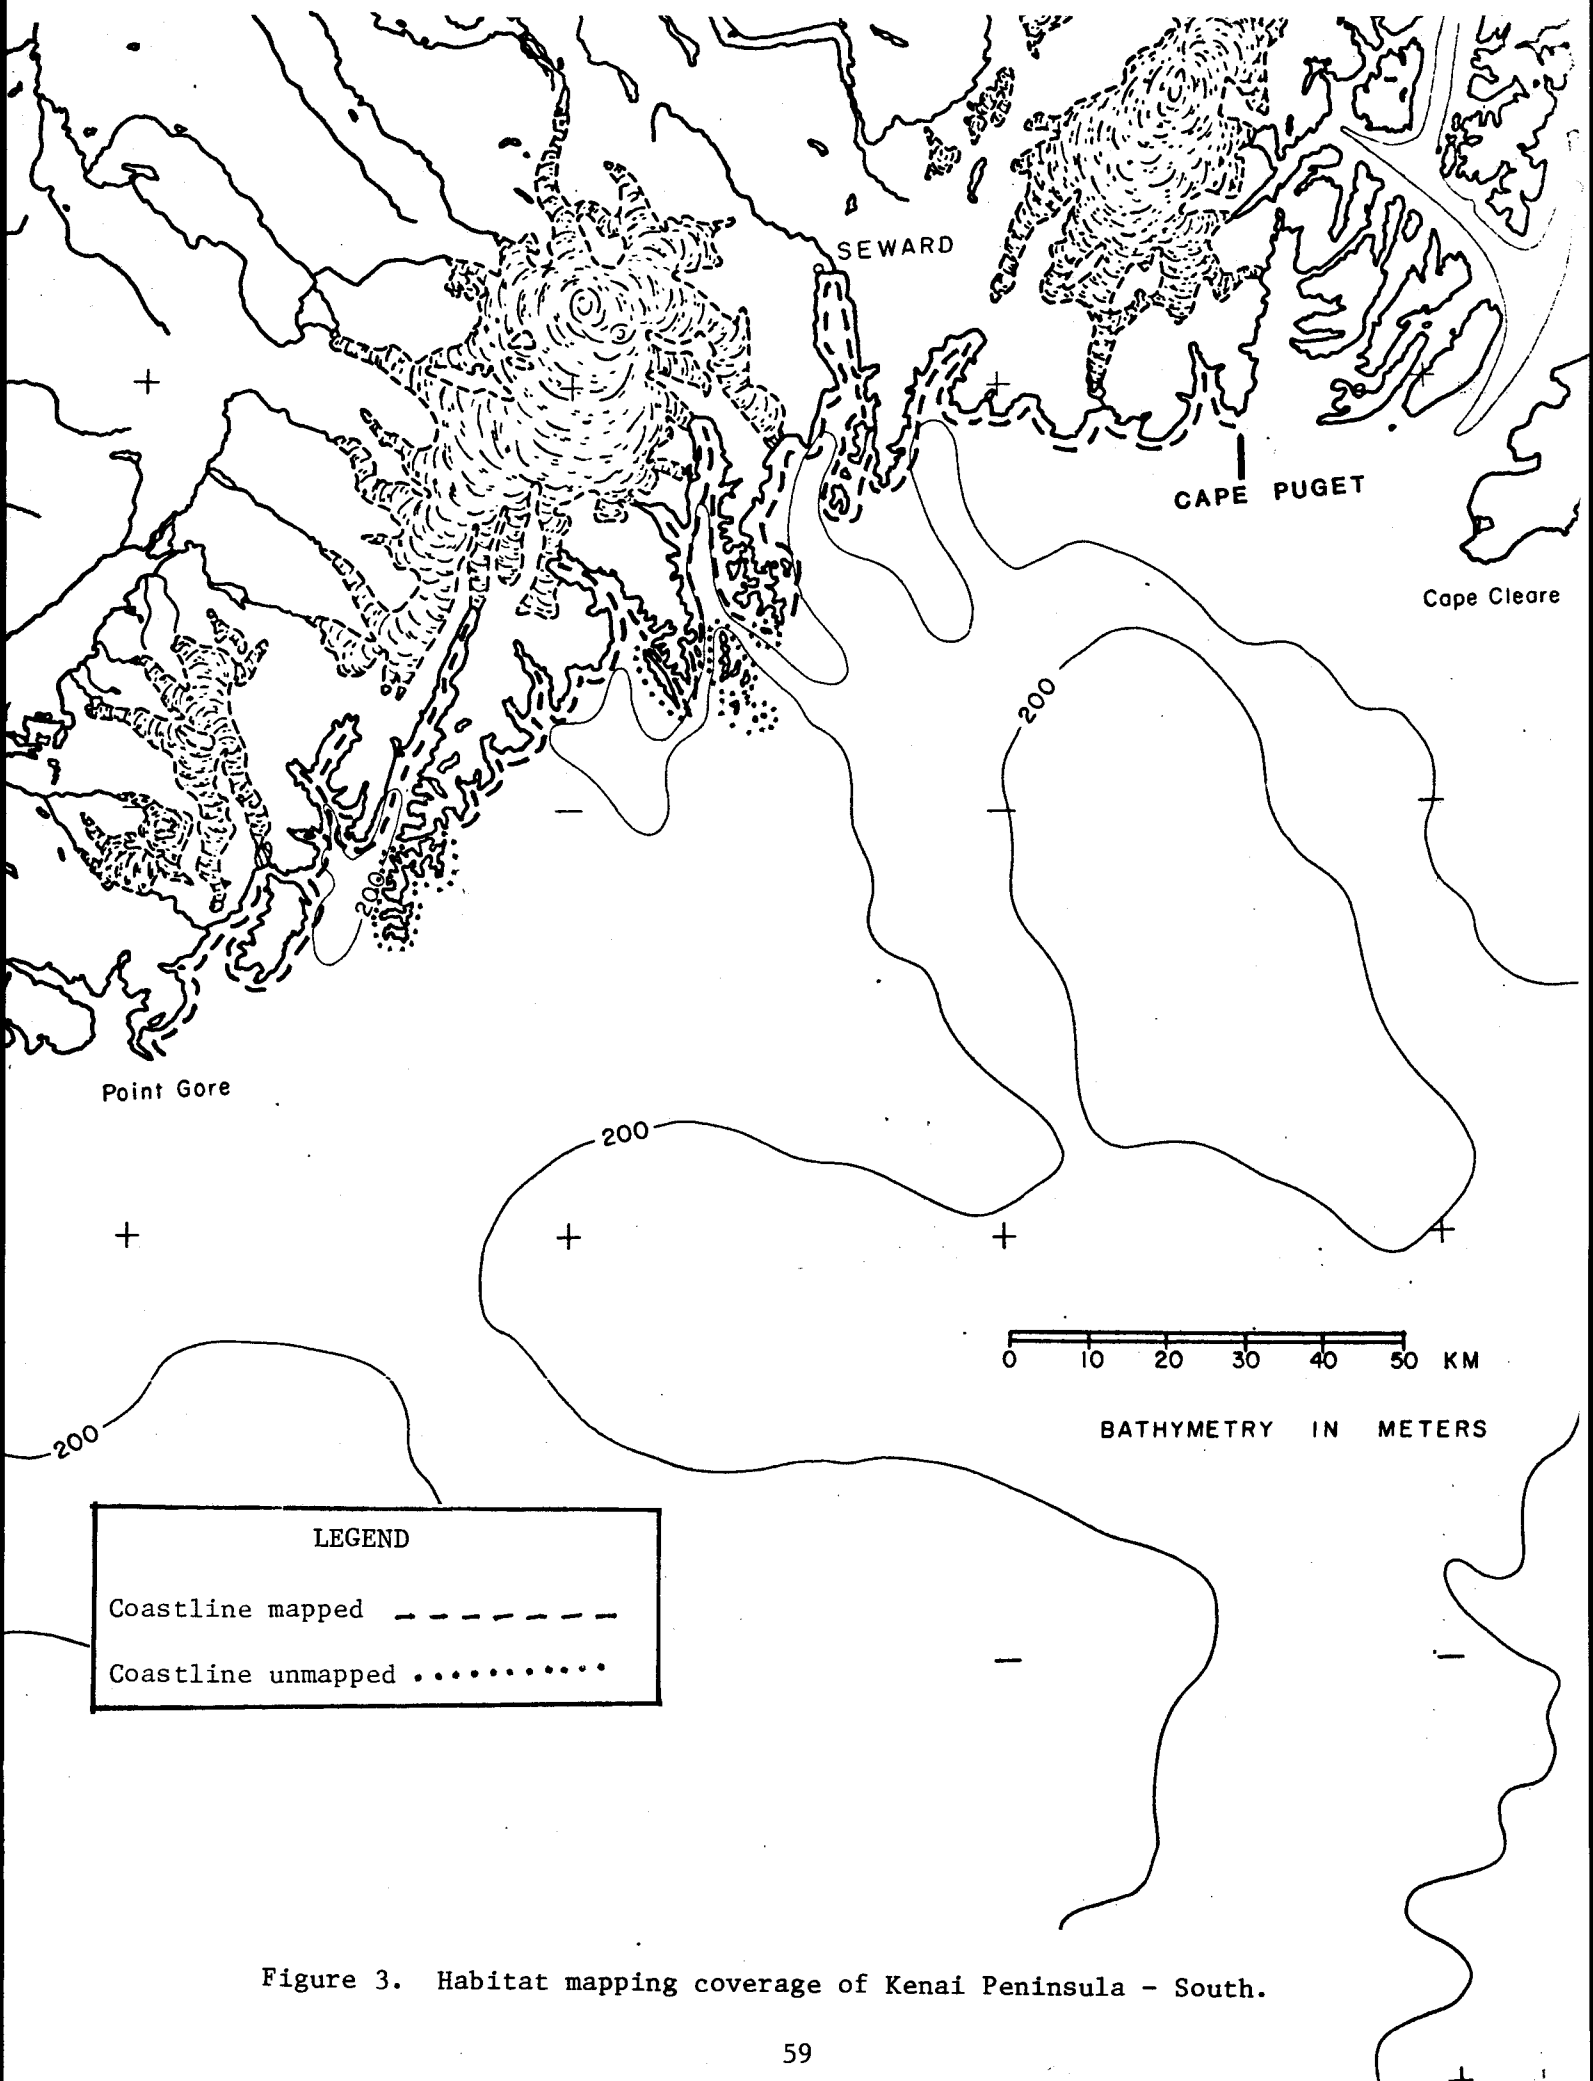 SEWARD
CAPE PUGET
Cape Cleare
200
200
Point Gore
200
0 10 20 30 40 50 KM
BATHYMETRY IN METERS
200
LEGEND
Coastline mapped
Coastline unmapped
Figure 3. Habitat mapping coverage of Kenai Peninsula - South.
59